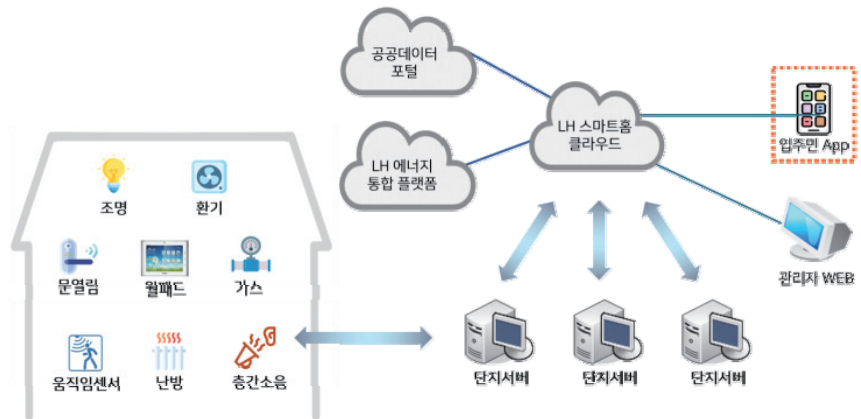 공공데이터
포털
LH 스마트홈
클라우드
입주민 App
LH 에너지
통합 플랫폼
조명
환기
문열림
월패드
가스
관리자 WEB
움직임센서
난방
층간소음
단지서버
단지서버
단지서버